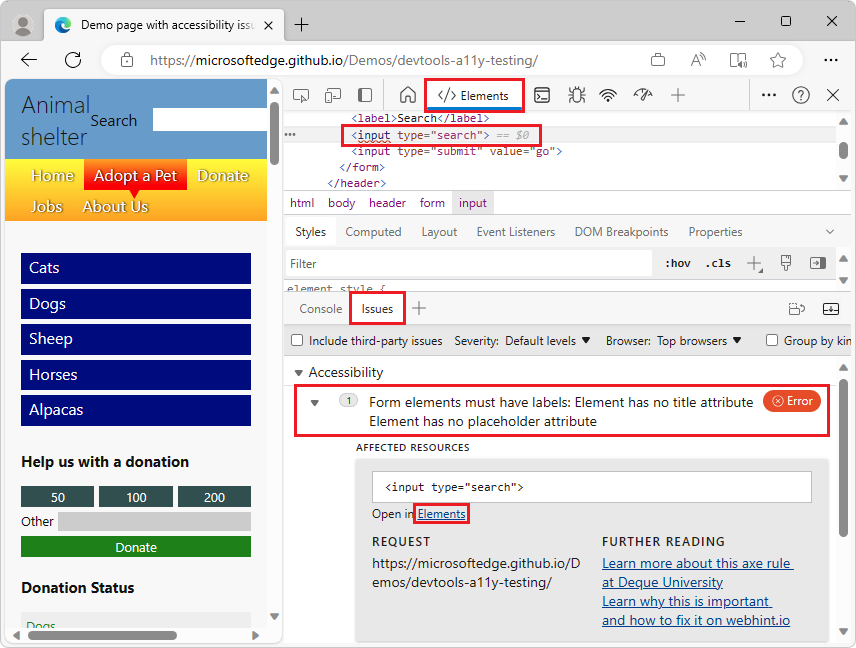 Demo page with accessibility issu
https://microsoftedge.github.io/Demos/devtools-a11y-testing/
Animal shelter
Search
Home
Adopt a Pet
Donate
Jobs
About Us
Cats
Dogs
Sheep
Horses
Alpacas
Help us with a donation
50
100
200
Other
Donate
Donation Status
Dogs
</> Elements
<label>Search</label>
<input type="search"> == $0
<input type="submit" value="go">
</form>
</header>
html
body
header
form
input
Styles
Computed
Layout
Event Listeners
DOM Breakpoints
Properties
Filter
:hov
.cls
element.style {
Console
Issues
Include third-party issues
Severity: Default levels
Browser: Top browsers
Group by kin
Accessibility
1
Form elements must have labels: Element has no title attribute
Element has no placeholder attribute
Error
AFFECTED RESOURCES
<input type="search">
Open in Elements
REQUEST
https://microsoftedge.github.io/D
emos/devtools-a11y-testing/
FURTHER READING
Learn more about this axe rule
at Deque University
Learn why this is important
and how to fix it on webhint.io